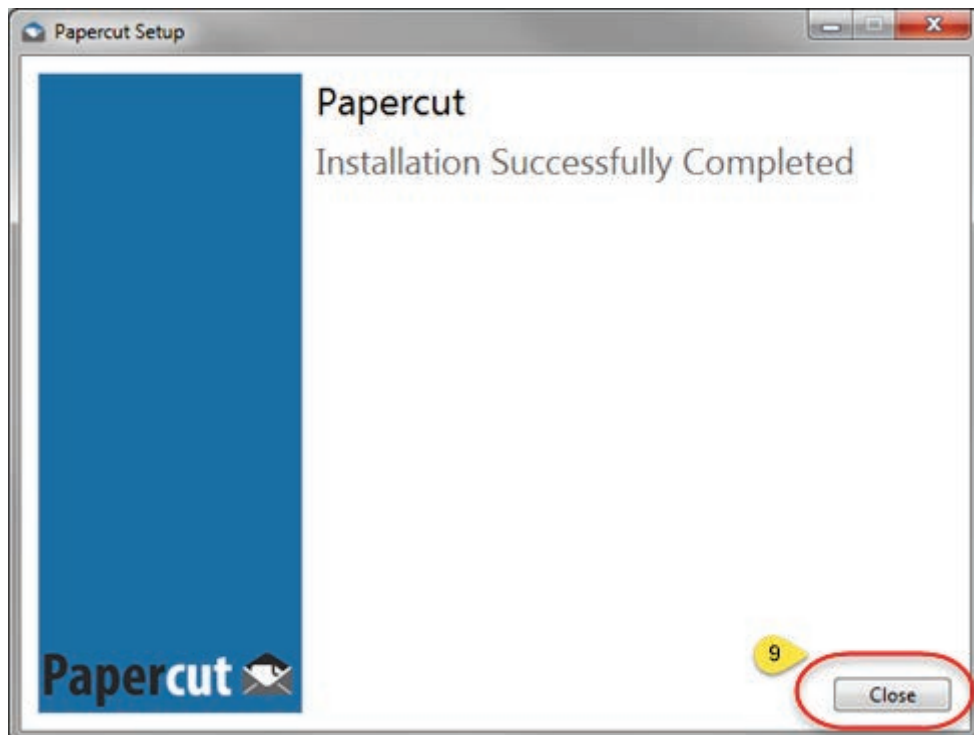 Papercut Setup
Papercut
Installation Successfully Completed
9
Papercut
Close